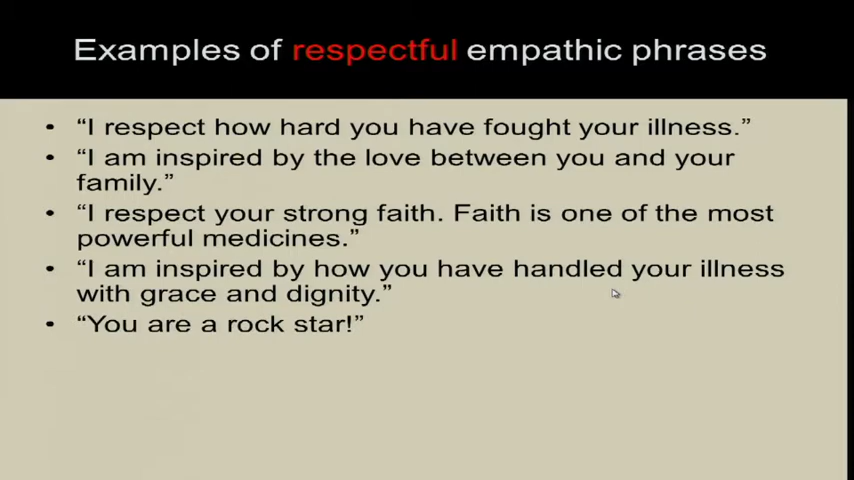 Examples of respectful empathic phrases
• “I respect how hard you have fought your illness.”
• “I am inspired by the love between you and your
family.”
• “I respect your strong faith. Faith is one of the most
powerful medicines.”
• “I am inspired by how you have handled your illness
with grace and dignity.”
• “You are a rock star!”